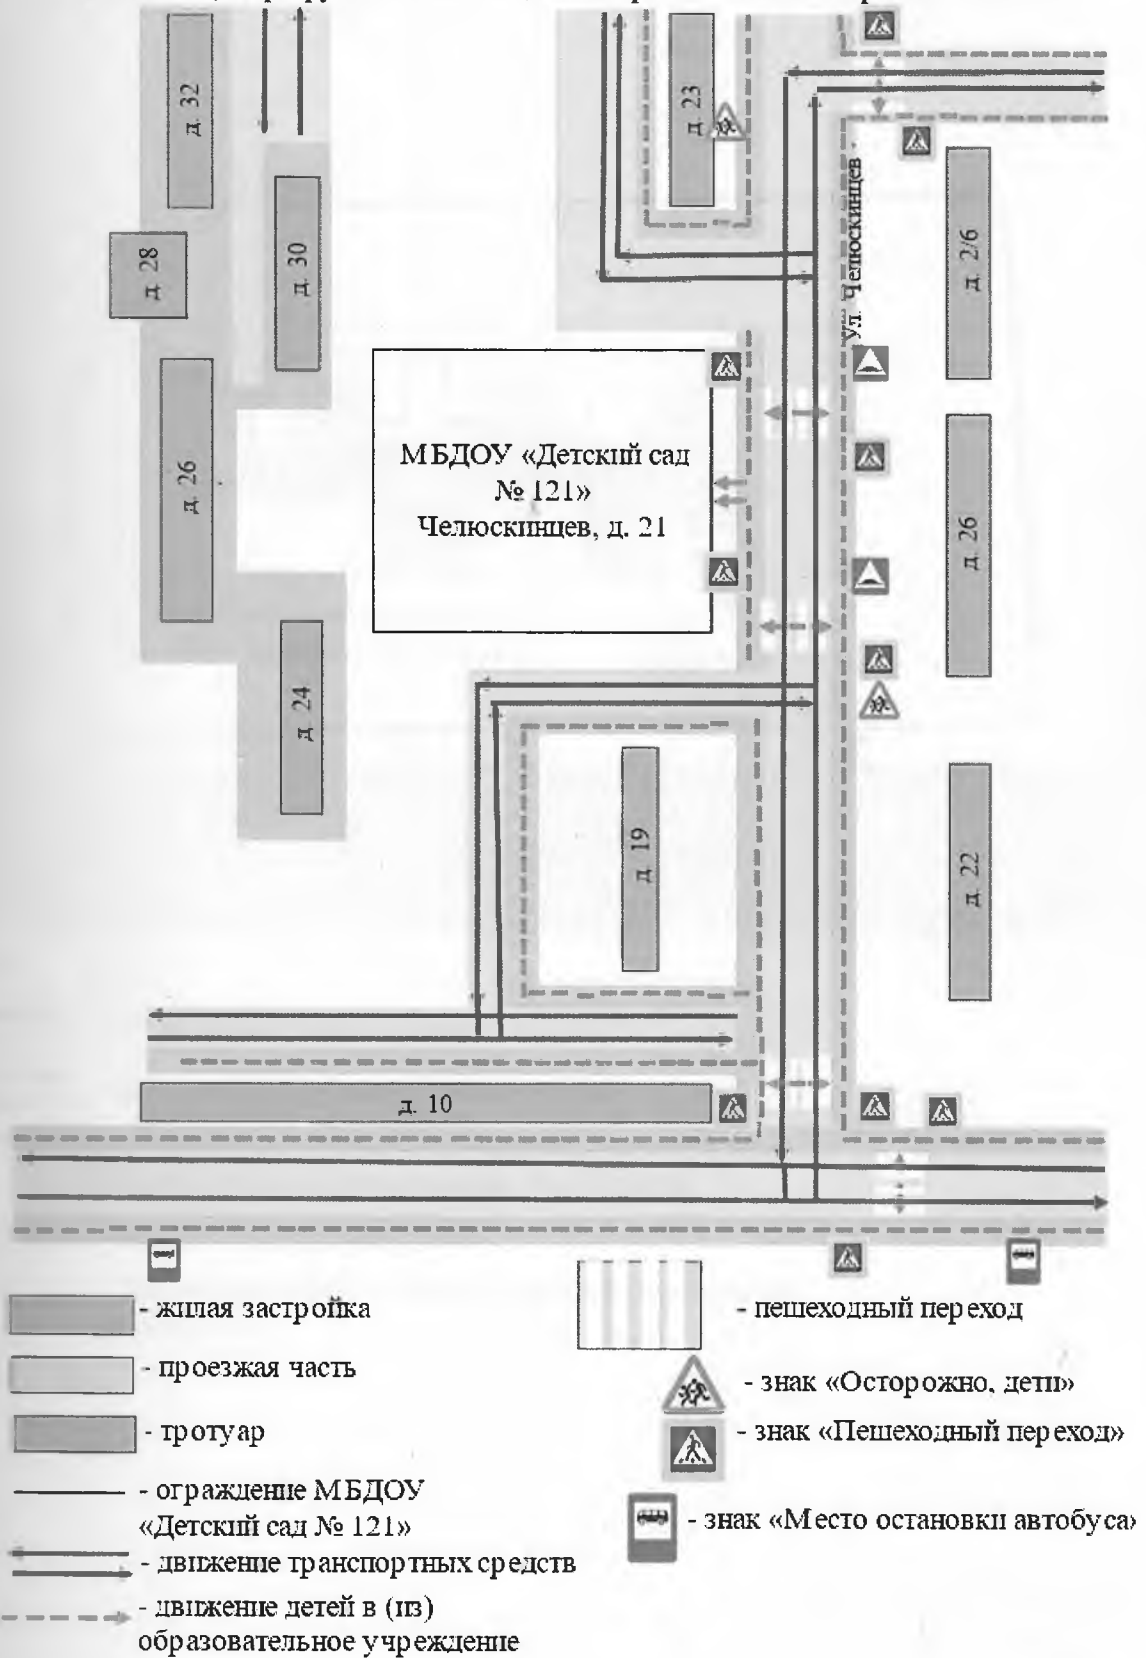 д. 32
д. 23
ул. Челюскинцев -
д. 28
д. 30
д. 2/6
МБДОУ «Детский сад
№ 121»
Челюскинцев, д. 21
д. 26
д. 26
д. 24
д. 19
д. 22
д. 10
- жилая застройка
- проезжая часть
- тротуар
- ограждение МБДОУ
«Детский сад № 121»
- движение транспортных средств
- движение детей в (из)
образовательное учреждение
- пешеходный переход
- знак «Осторожно, дети»
- знак «Пешеходный переход»
- знак «Место остановки автобуса»